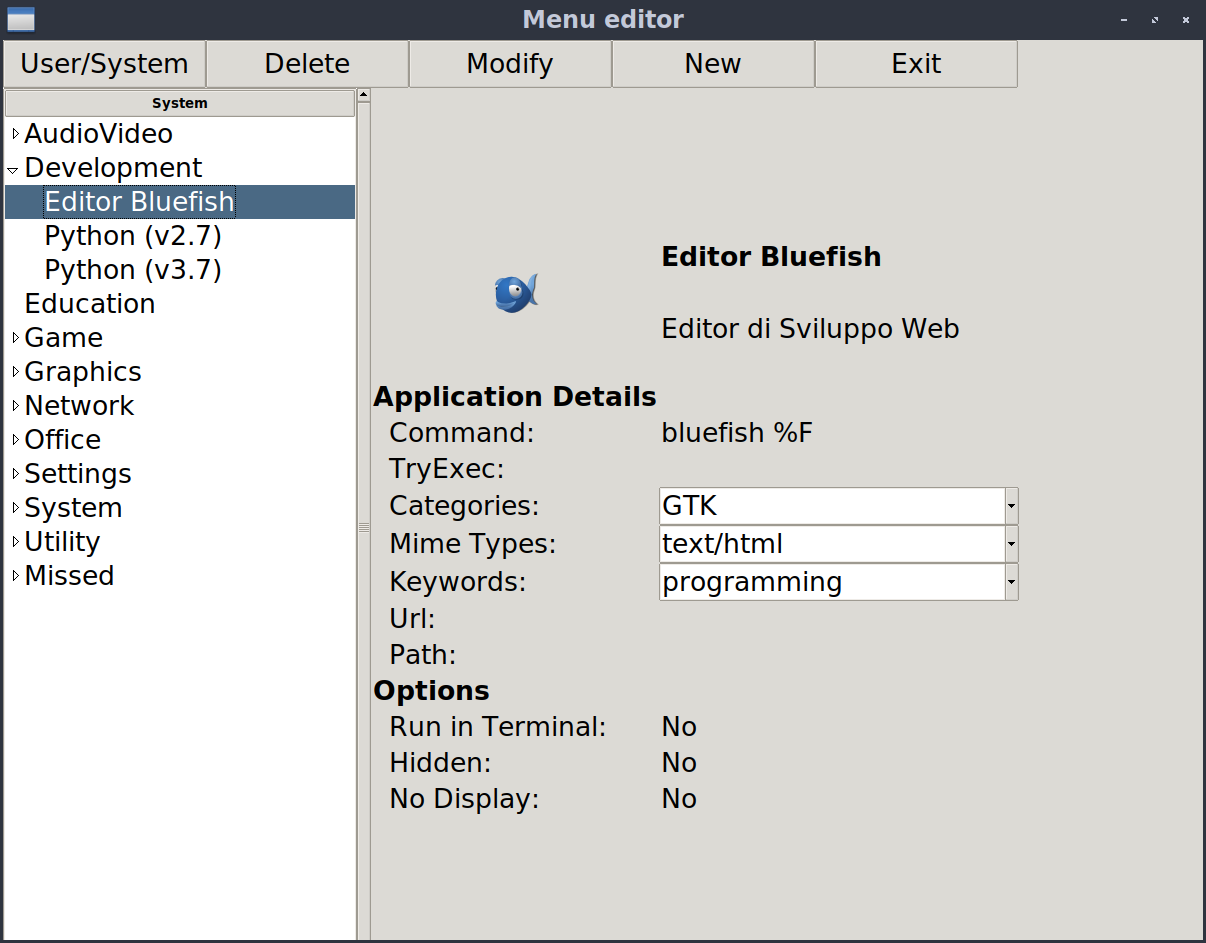 Menu editor
User/System Delete Modify New Exit
System
AudioVideo
Development
Editor Bluefish
Python (v2.7)
Python (v3.7)
Education
Game
Graphics
Network
Office
Settings
System
Utility
Missed
Editor Bluefish
Editor di Sviluppo Web
Application Details
Command: bluefish %F
TryExec:
Categories: GTK
Mime Types: text/html
Keywords: programming
Url:
Path:
Options
Run in Terminal: No
Hidden: No
No Display: No